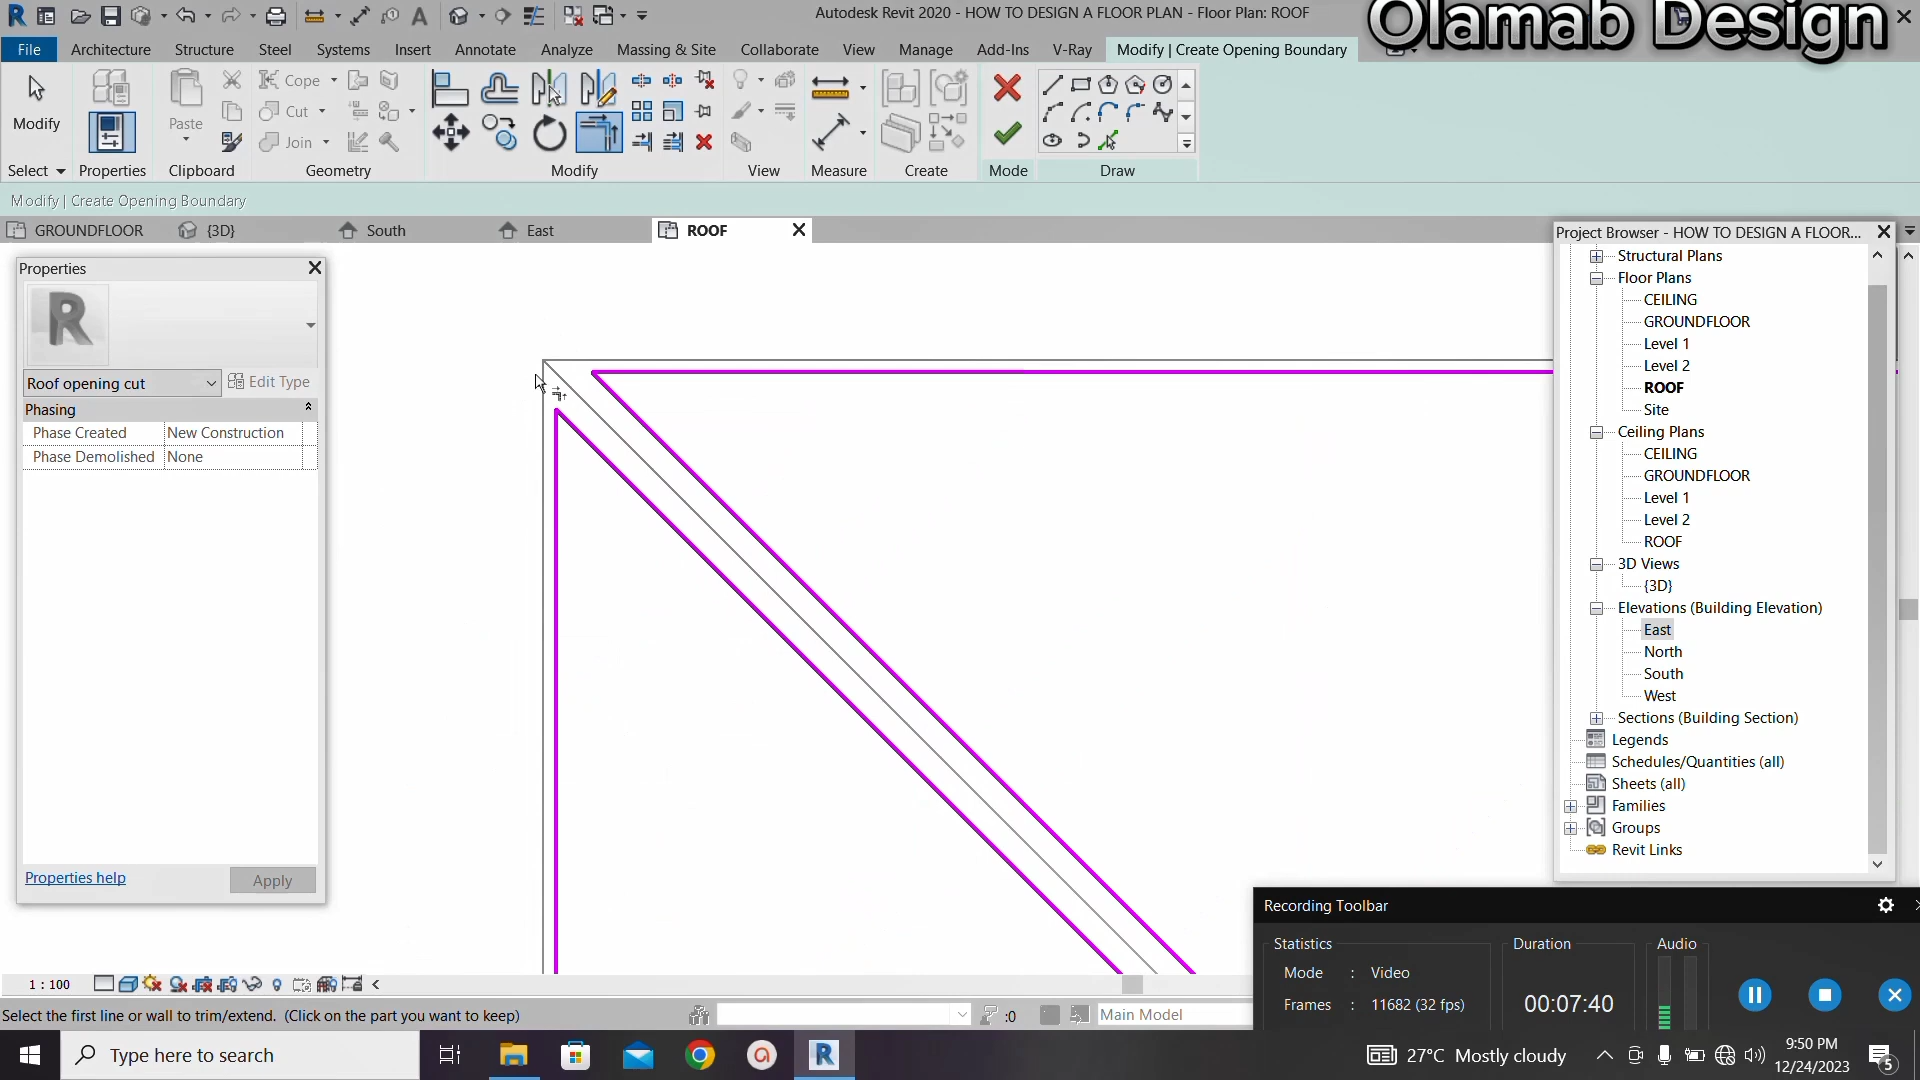 Autodesk Revit 2020 - HOW TO DESIGN A FLOOR PLAN - Floor Plan: ROOF
Olamab Design
File Architecture Structure Steel Systems Insert Annotate Analyze Massing & Site Collaborate View Manage Add-Ins V-Ray Modify | Create Opening Boundary
Modify Paste Cope Cut Join
Select Properties Clipboard Geometry Modify View Measure Create Mode Draw
Modify | Create Opening Boundary
GROUNDFLOOR {3D} South East ROOF
Properties
Roof opening cut Edit Type
Phasing
Phase Created New Construction
Phase Demolished None
Properties help Apply
Project Browser - HOW TO DESIGN A FLOOR...
Structural Plans
Floor Plans
CEILING
GROUNDFLOOR
Level 1
Level 2
ROOF
Site
Ceiling Plans
CEILING
GROUNDFLOOR
Level 1
Level 2
ROOF
3D Views
{3D}
Elevations (Building Elevation)
East
North
South
West
Sections (Building Section)
Legends
Schedules/Quantities (all)
Sheets (all)
Families
Groups
Revit Links
Recording Toolbar
Statistics Duration Audio
Mode : Video
Frames : 11682 (32 fps) 00:07:40
1 : 100
Select the first line or wall to trim/extend. (Click on the part you want to keep) :0 Main Model
Type here to search 27°C Mostly cloudy 9:50 PM
12/24/2023 5